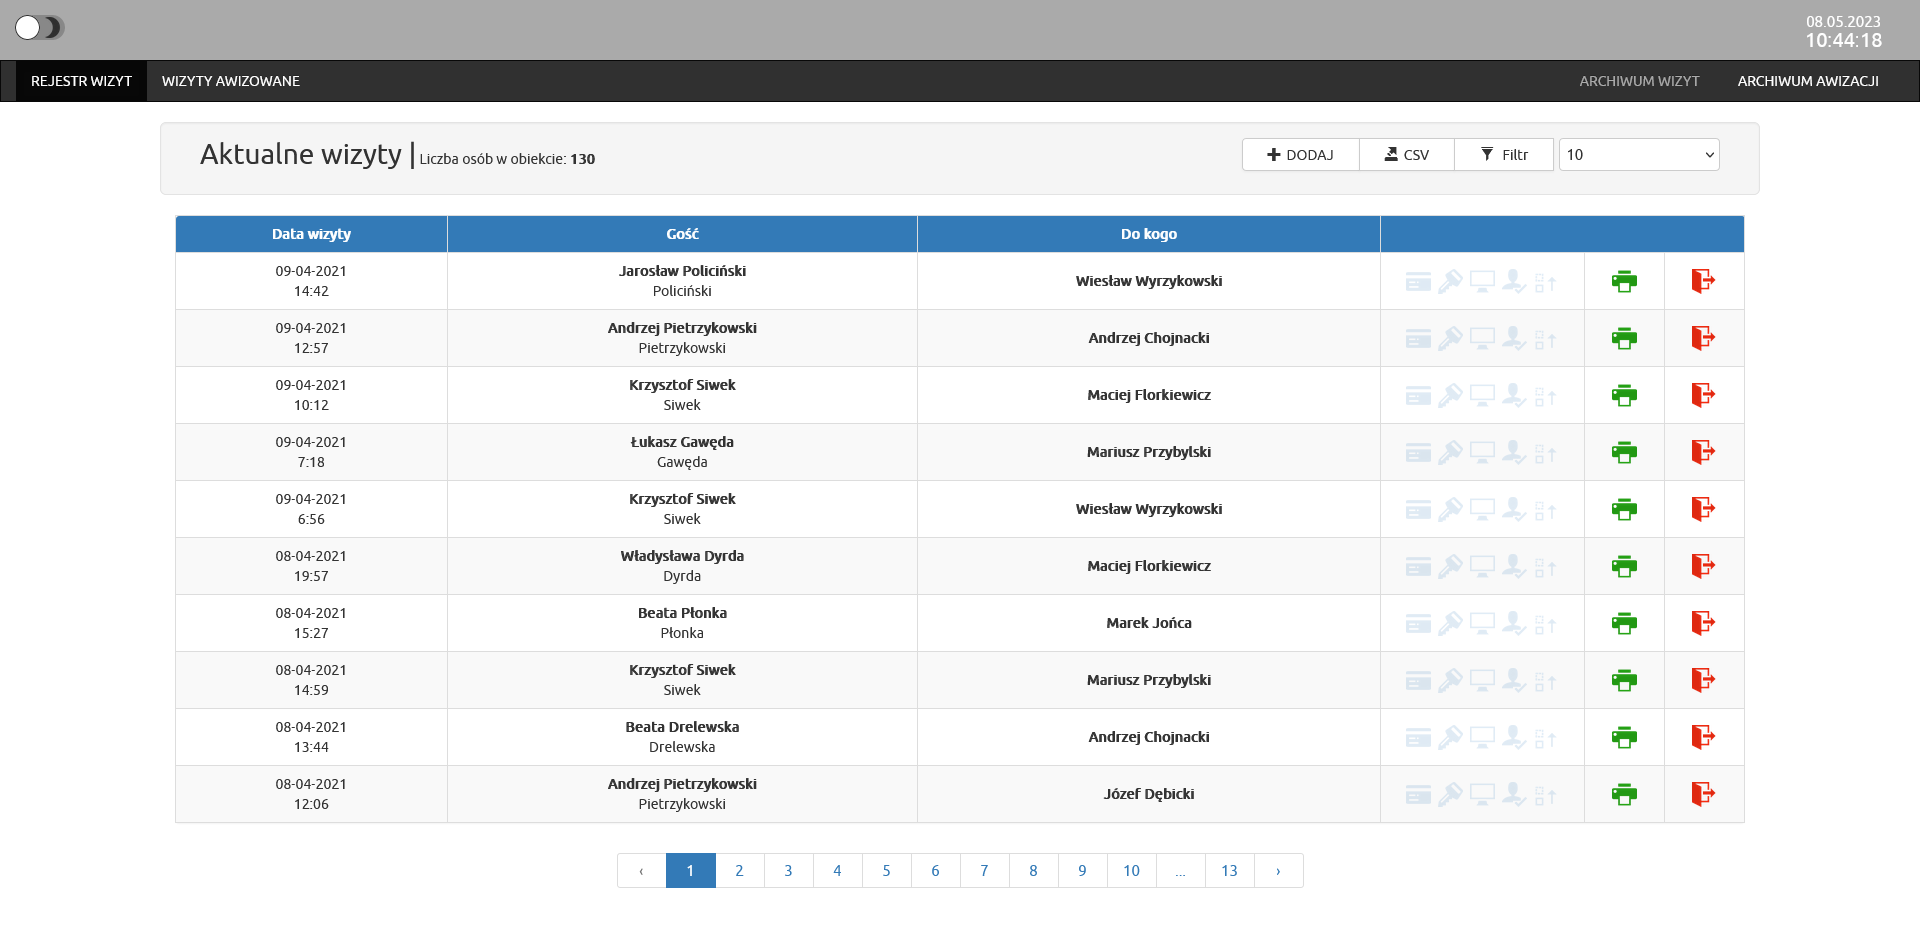 08.05.2023
10:44:18
REJESTR WIZYT WIZYTY AWIZOWANE ARCHIWUM WIZYT ARCHIWUM AWIZACJI
Aktualne wizyty | Liczba osób w obiekcie: 130 DODAJ CSV Filtr 10
Data wizyty Gość Do kogo
09-04-2021 Jarosław Policiński
14:42 Policiński
Wiesław Wyrzykowski
09-04-2021 Andrzej Pietrzykowski
12:57 Pietrzykowski
Andrzej Chojnacki
09-04-2021 Krzysztof Siwek
10:12 Siwek
Maciej Florkiewicz
09-04-2021 Łukasz Gawęda
7:18 Gawęda
Mariusz Przybylski
09-04-2021 Krzysztof Siwek
6:56 Siwek
Wiesław Wyrzykowski
08-04-2021 Władysława Dyrda
19:57 Dyrda
Maciej Florkiewicz
08-04-2021 Beata Płonka
15:27 Płonka
Marek Jońca
08-04-2021 Krzysztof Siwek
14:59 Siwek
Mariusz Przybylski
08-04-2021 Beata Drelewska
13:44 Drelewska
Andrzej Chojnacki
08-04-2021 Andrzej Pietrzykowski
12:06 Pietrzykowski
Józef Dębicki
‹ 1 2 3 4 5 6 7 8 9 10 ... 13 ›